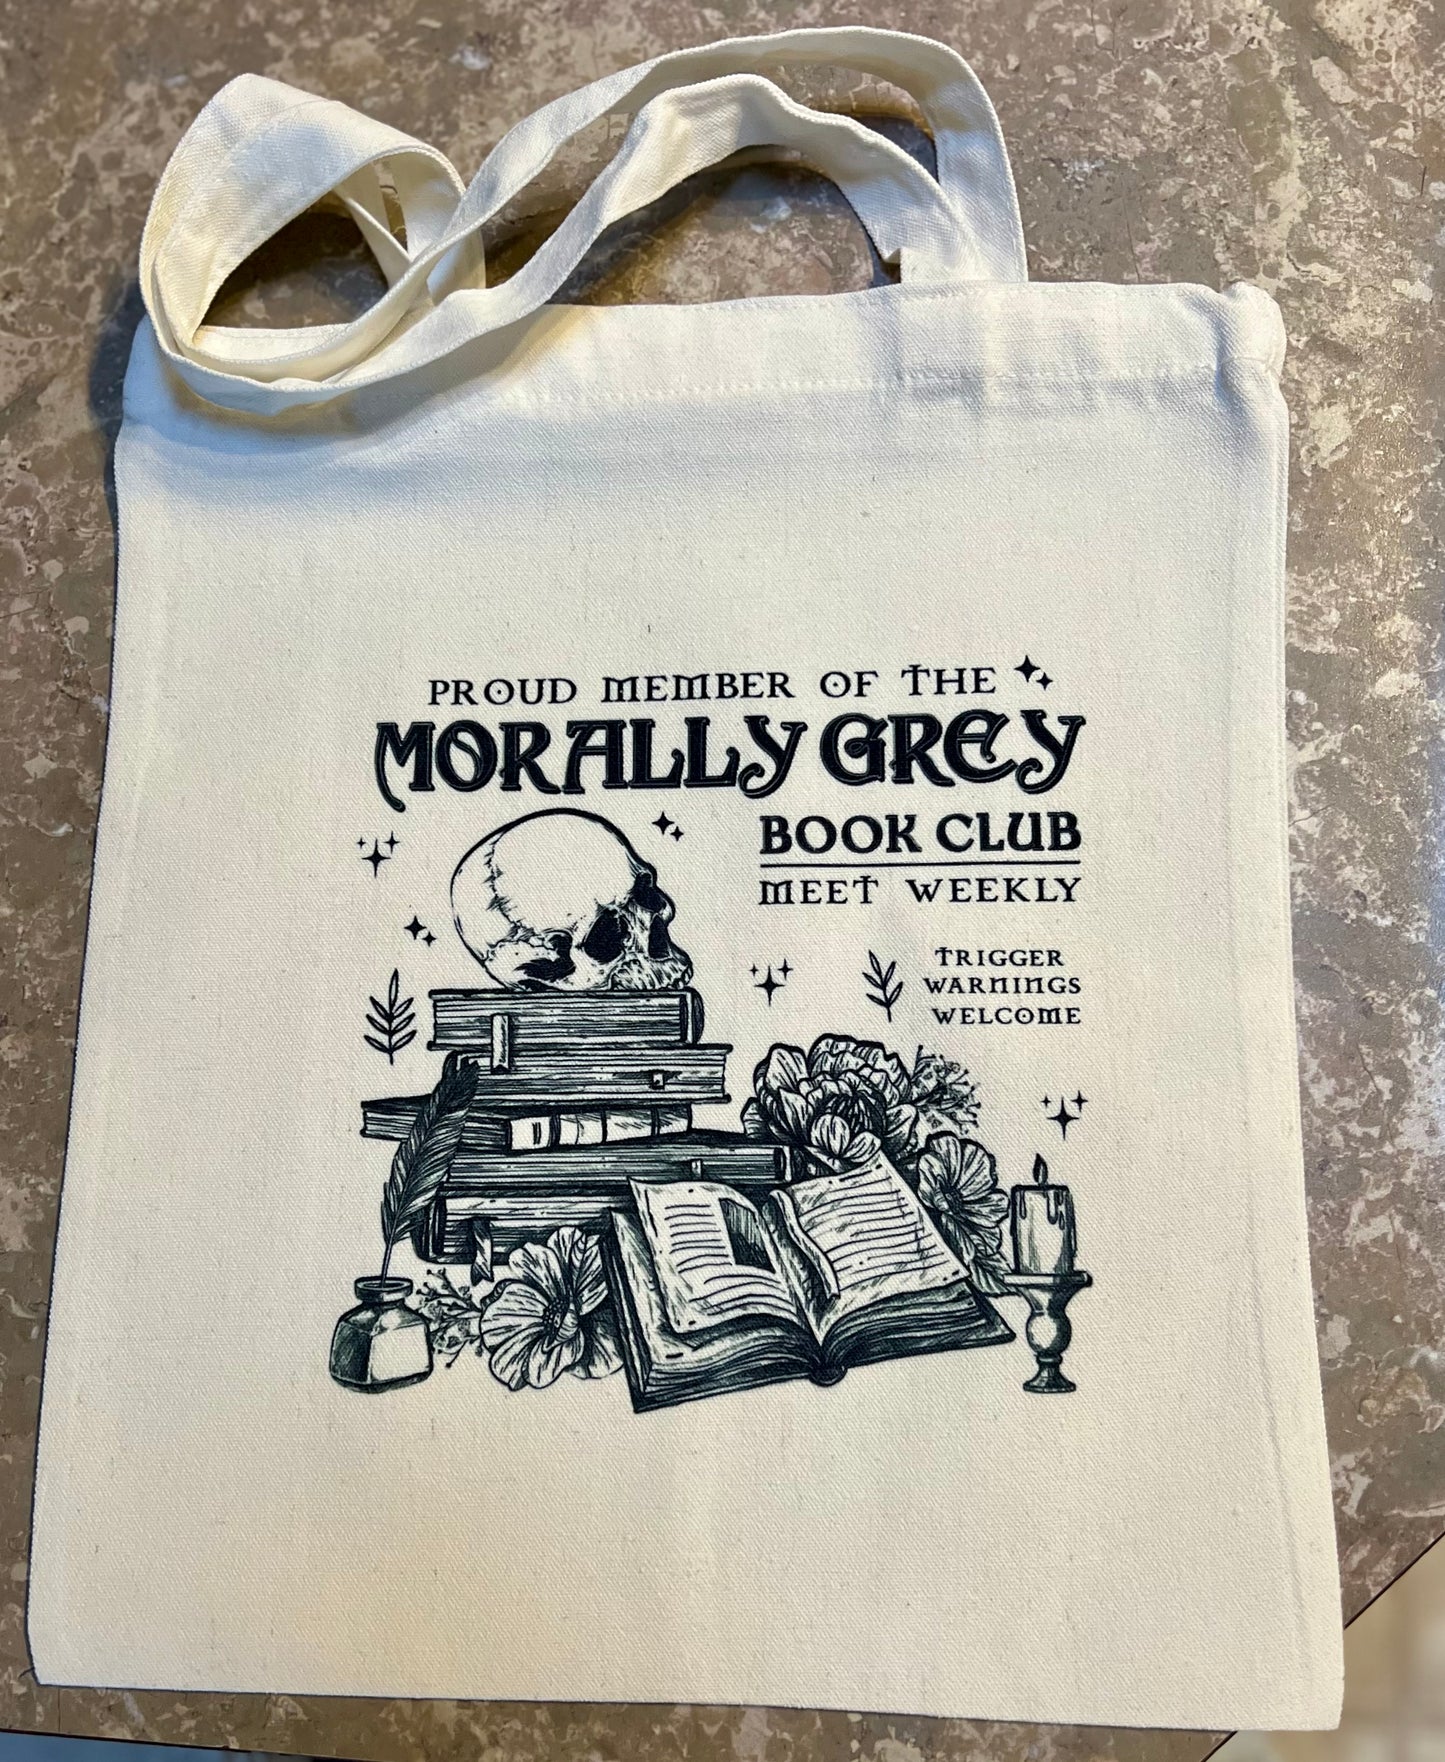 PROUD MEMBER OF THE
MORALLY GREY
BOOK CLUB
MEET WEEKLY
TRIGGER
WARNINGS
WELCOME